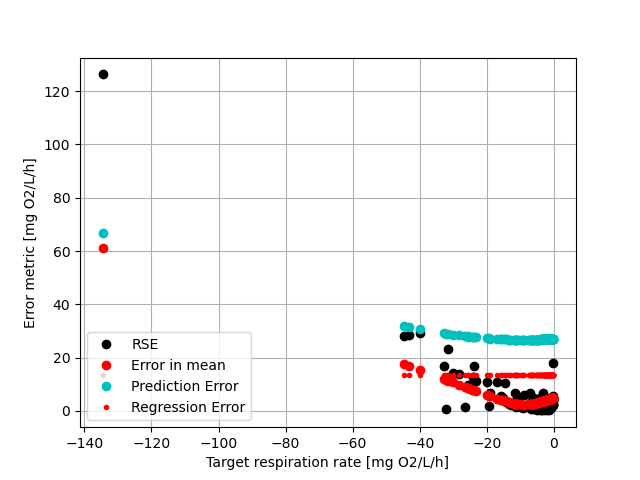 120
100
80
60
40
20
0
Error metric [mg O2/L/h]
RSE
Error in mean
Prediction Error
Regression Error
−140
−120
−100
−80
−60
−40
−20
0
Target respiration rate [mg O2/L/h]